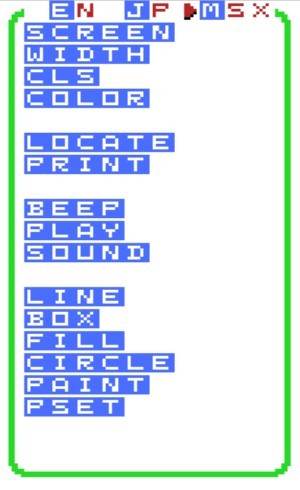 EN JP MSX
SCREEN
WIDTH
CLS
COLOR
LOCATE
PRINT
BEEP
PLAY
SOUND
LINE
BOX
FILL
CIRCLE
PAINT
PSET